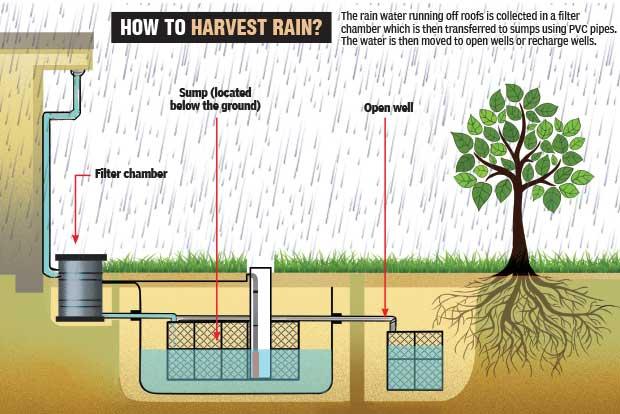 HOW TO HARVEST RAIN?
The rain water running off roofs is collected in a filter
chamber which is then transferred to sumps using PVC pipes.
The water is then moved to open wells or recharge wells.
Sump (located
below the ground)
Open well
Filter chamber